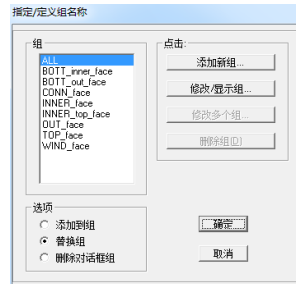 指定/定义组名称
组
ALL
BOTT_inner_face
BOTT_out_face
CONN_face
INNER_face
INNER_top_face
OUT_face
TOP_face
WIND_face
点击:
添加新组...
修改/显示组...
修改多个组...
删除组(D)
选项
添加到组
替换组
删除对话框组
确定
取消